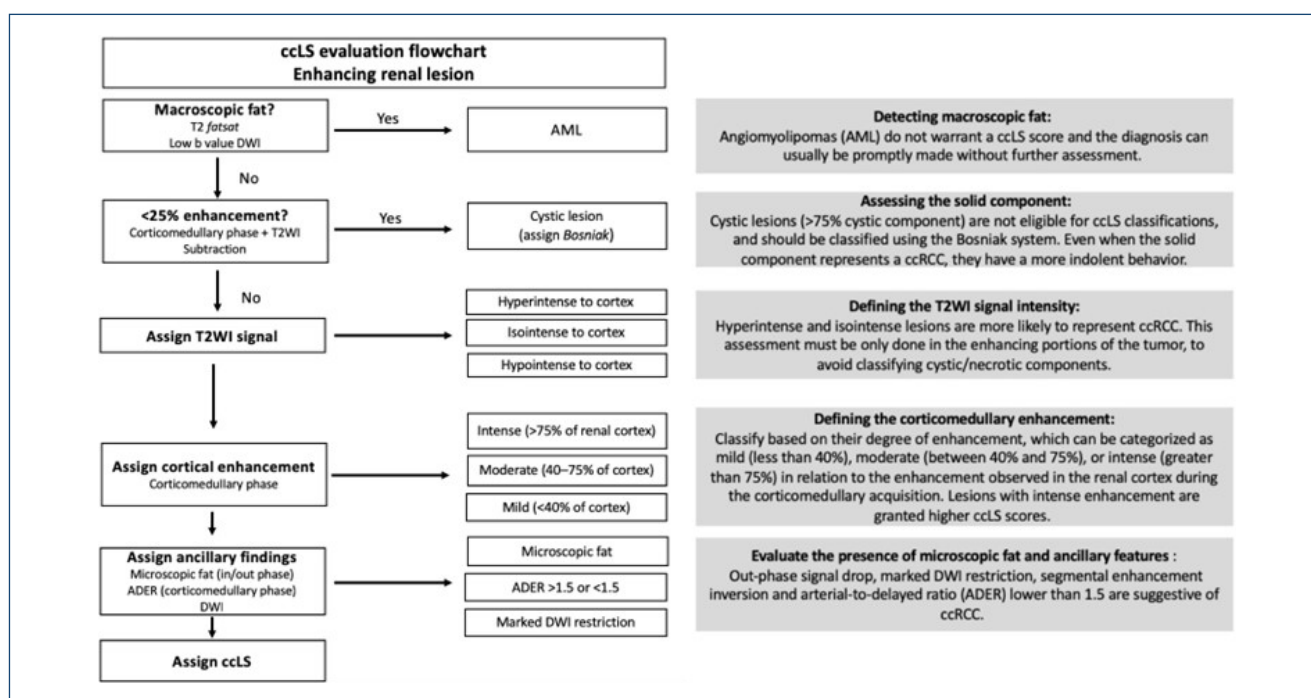 ccLS evaluation flowchart
Enhancing renal lesion
Macroscopic fat?
T2 fatsat
Low b value DWI
Yes
AML
Detecting macroscopic fat:
Angiomyolipomas (AML) do not warrant a ccLS score and the diagnosis can
usually be promptly made without further assessment.
No
<25% enhancement?
Corticomedullary phase + T2WI
Subtraction
Yes
Cystic lesion
(assign Bosniak)
Assessing the solid component:
Cystic lesions (>75% cystic component) are not eligible for ccLS classifications,
and should be classified using the Bosniak system. Even when the solid
component represents a ccRCC, they have a more indolent behavior.
No
Assign T2WI signal
Hyperintense to cortex
Isointense to cortex
Hypointense to cortex
Defining the T2WI signal intensity:
Hyperintense and isointense lesions are more likely to represent ccRCC. This
assessment must be only done in the enhancing portions of the tumor, to
avoid classifying cystic/necrotic components.
Assign cortical enhancement
Corticomedullary phase
Intense (>75% of renal cortex)
Moderate (40–75% of cortex)
Mild (<40% of cortex)
Defining the corticomedullary enhancement:
Classify based on their degree of enhancement, which can be categorized as
mild (less than 40%), moderate (between 40% and 75%), or intense (greater
than 75%) in relation to the enhancement observed in the renal cortex during
the corticomedullary acquisition. Lesions with intense enhancement are
granted higher ccLS scores.
Assign ancillary findings
Microscopic fat (in/out phase)
ADER (corticomedullary phase)
DWI
Microscopic fat
ADER >1.5 or <1.5
Marked DWI restriction
Evaluate the presence of microscopic fat and ancillary features :
Out-phase signal drop, marked DWI restriction, segmental enhancement
inversion and arterial-to-delayed ratio (ADER) lower than 1.5 are suggestive of
ccRCC.
Assign ccLS